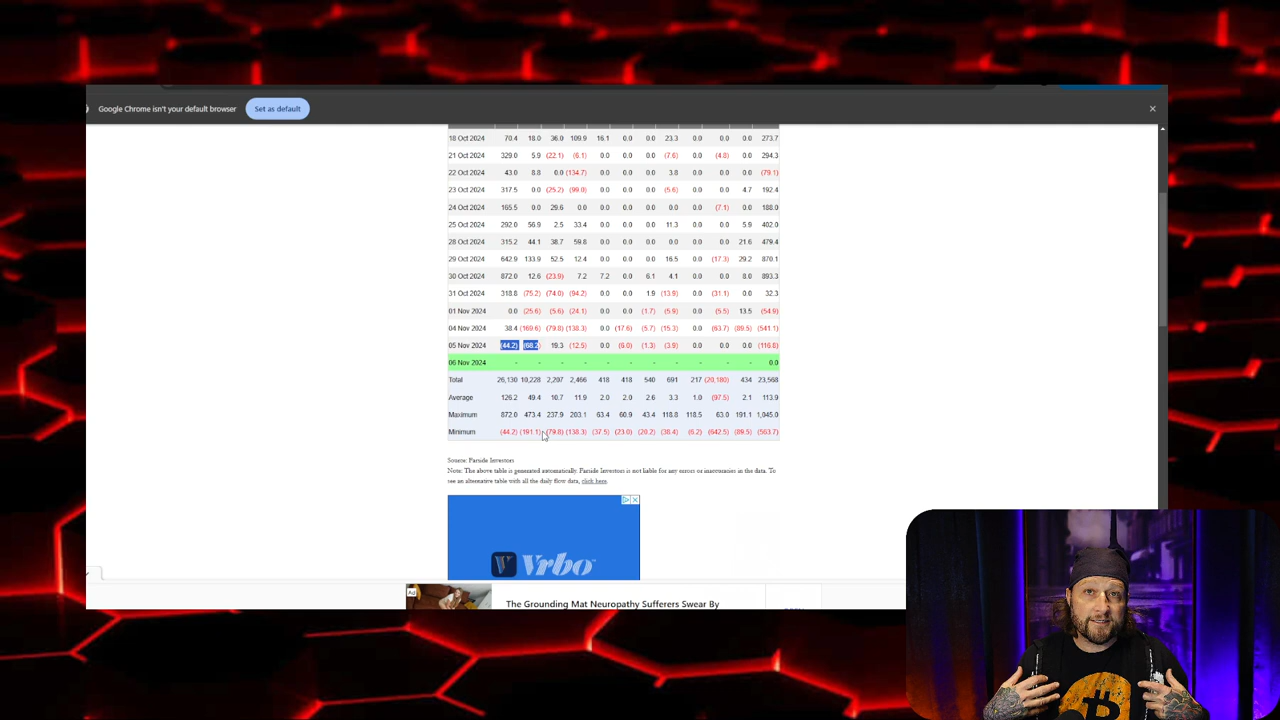 Google Chrome isn't your default browser Set as default
18 Oct 2024 70.4 18.0 36.0 109.9 16.1 0.0 0.0 23.3 0.0 0.0 0.0 273.7
21 Oct 2024 329.0 5.9 (22.1) (6.1) 0.0 0.0 0.0 (7.6) 0.0 (4.8) 0.0 294.3
22 Oct 2024 43.0 8.8 0.0 (134.7) 0.0 0.0 0.0 3.8 0.0 0.0 0.0 (79.1)
23 Oct 2024 317.5 0.0 (25.2) (99.0) 0.0 0.0 0.0 (5.6) 0.0 0.0 4.7 192.4
24 Oct 2024 165.5 0.0 29.6 0.0 0.0 0.0 0.0 0.0 0.0 (7.1) 0.0 188.0
25 Oct 2024 292.0 56.9 2.5 33.4 0.0 0.0 0.0 11.3 0.0 0.0 5.9 402.0
28 Oct 2024 315.2 44.1 38.7 59.8 0.0 0.0 0.0 0.0 0.0 0.0 21.6 479.4
29 Oct 2024 642.9 133.9 52.5 12.4 0.0 0.0 0.0 16.5 0.0 (17.3) 29.2 870.1
30 Oct 2024 872.0 12.6 (23.9) 7.2 7.2 0.0 6.1 4.1 0.0 0.0 8.0 893.3
31 Oct 2024 318.8 (75.2) (74.0) (94.2) 0.0 0.0 1.9 (13.9) 0.0 (31.1) 0.0 32.3
01 Nov 2024 0.0 (25.6) (5.6) (24.1) 0.0 0.0 (1.7) (5.9) 0.0 (5.5) 13.5 (54.9)
04 Nov 2024 38.4 (169.6) (79.8) (138.3) 0.0 (17.6) (5.7) (15.3) 0.0 (63.7) (89.5) (541.1)
05 Nov 2024 (44.2) (68.2) 19.3 (12.5) 0.0 (6.0) (1.3) (3.9) 0.0 0.0 0.0 (116.8)
06 Nov 2024 - - - - - - - - - - - 0.0
Total 26,130 10,228 2,207 2,466 418 418 540 691 217 (20,180) 434 23,568
Average 126.2 49.4 10.7 11.9 2.0 2.0 2.6 3.3 1.0 (97.5) 2.1 113.9
Maximum 872.0 473.4 237.9 203.1 63.4 60.9 43.4 118.8 118.5 63.0 191.1 1,045.0
Minimum (44.2) (191.1) (79.8) (138.3) (37.5) (23.0) (20.2) (38.4) (6.2) (642.5) (89.5) (563.7)
Source: Farside Investors
Note: The above table is generated automatically. Farside Investors is not liable for any errors or inaccuracies in the data. To
see an alternative table with all the daily flow data, click here.
V Vrbo
Ad
The Grounding Mat Neuropathy Sufferers Swear By